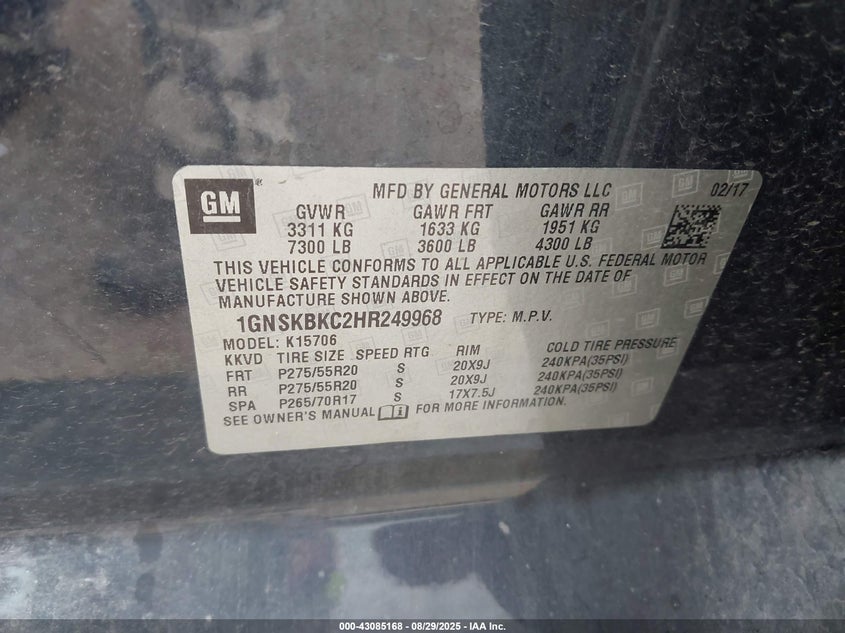 GM
MFD BY GENERAL MOTORS LLC 02/17
GVWR GAWR FRT GAWR RR
3311 KG 1633 KG 1951 KG
7300 LB 3600 LB 4300 LB
THIS VEHICLE CONFORMS TO ALL APPLICABLE U.S. FEDERAL MOTOR
VEHICLE SAFETY STANDARDS IN EFFECT ON THE DATE OF
MANUFACTURE SHOWN ABOVE.
1GNSKBKC2HR249968 TYPE: M.P.V.
MODEL: K15706
KKVD TIRE SIZE SPEED RTG RIM COLD TIRE PRESSURE
FRT P275/55R20 S 20X9J 240KPA(35PSI)
RR P275/55R20 S 20X9J 240KPA(35PSI)
SPA P265/70R17 S 17X7.5J 240KPA(35PSI)
SEE OWNER'S MANUAL FOR MORE INFORMATION.
000-43085168 - 08/29/2025 - IAA Inc.